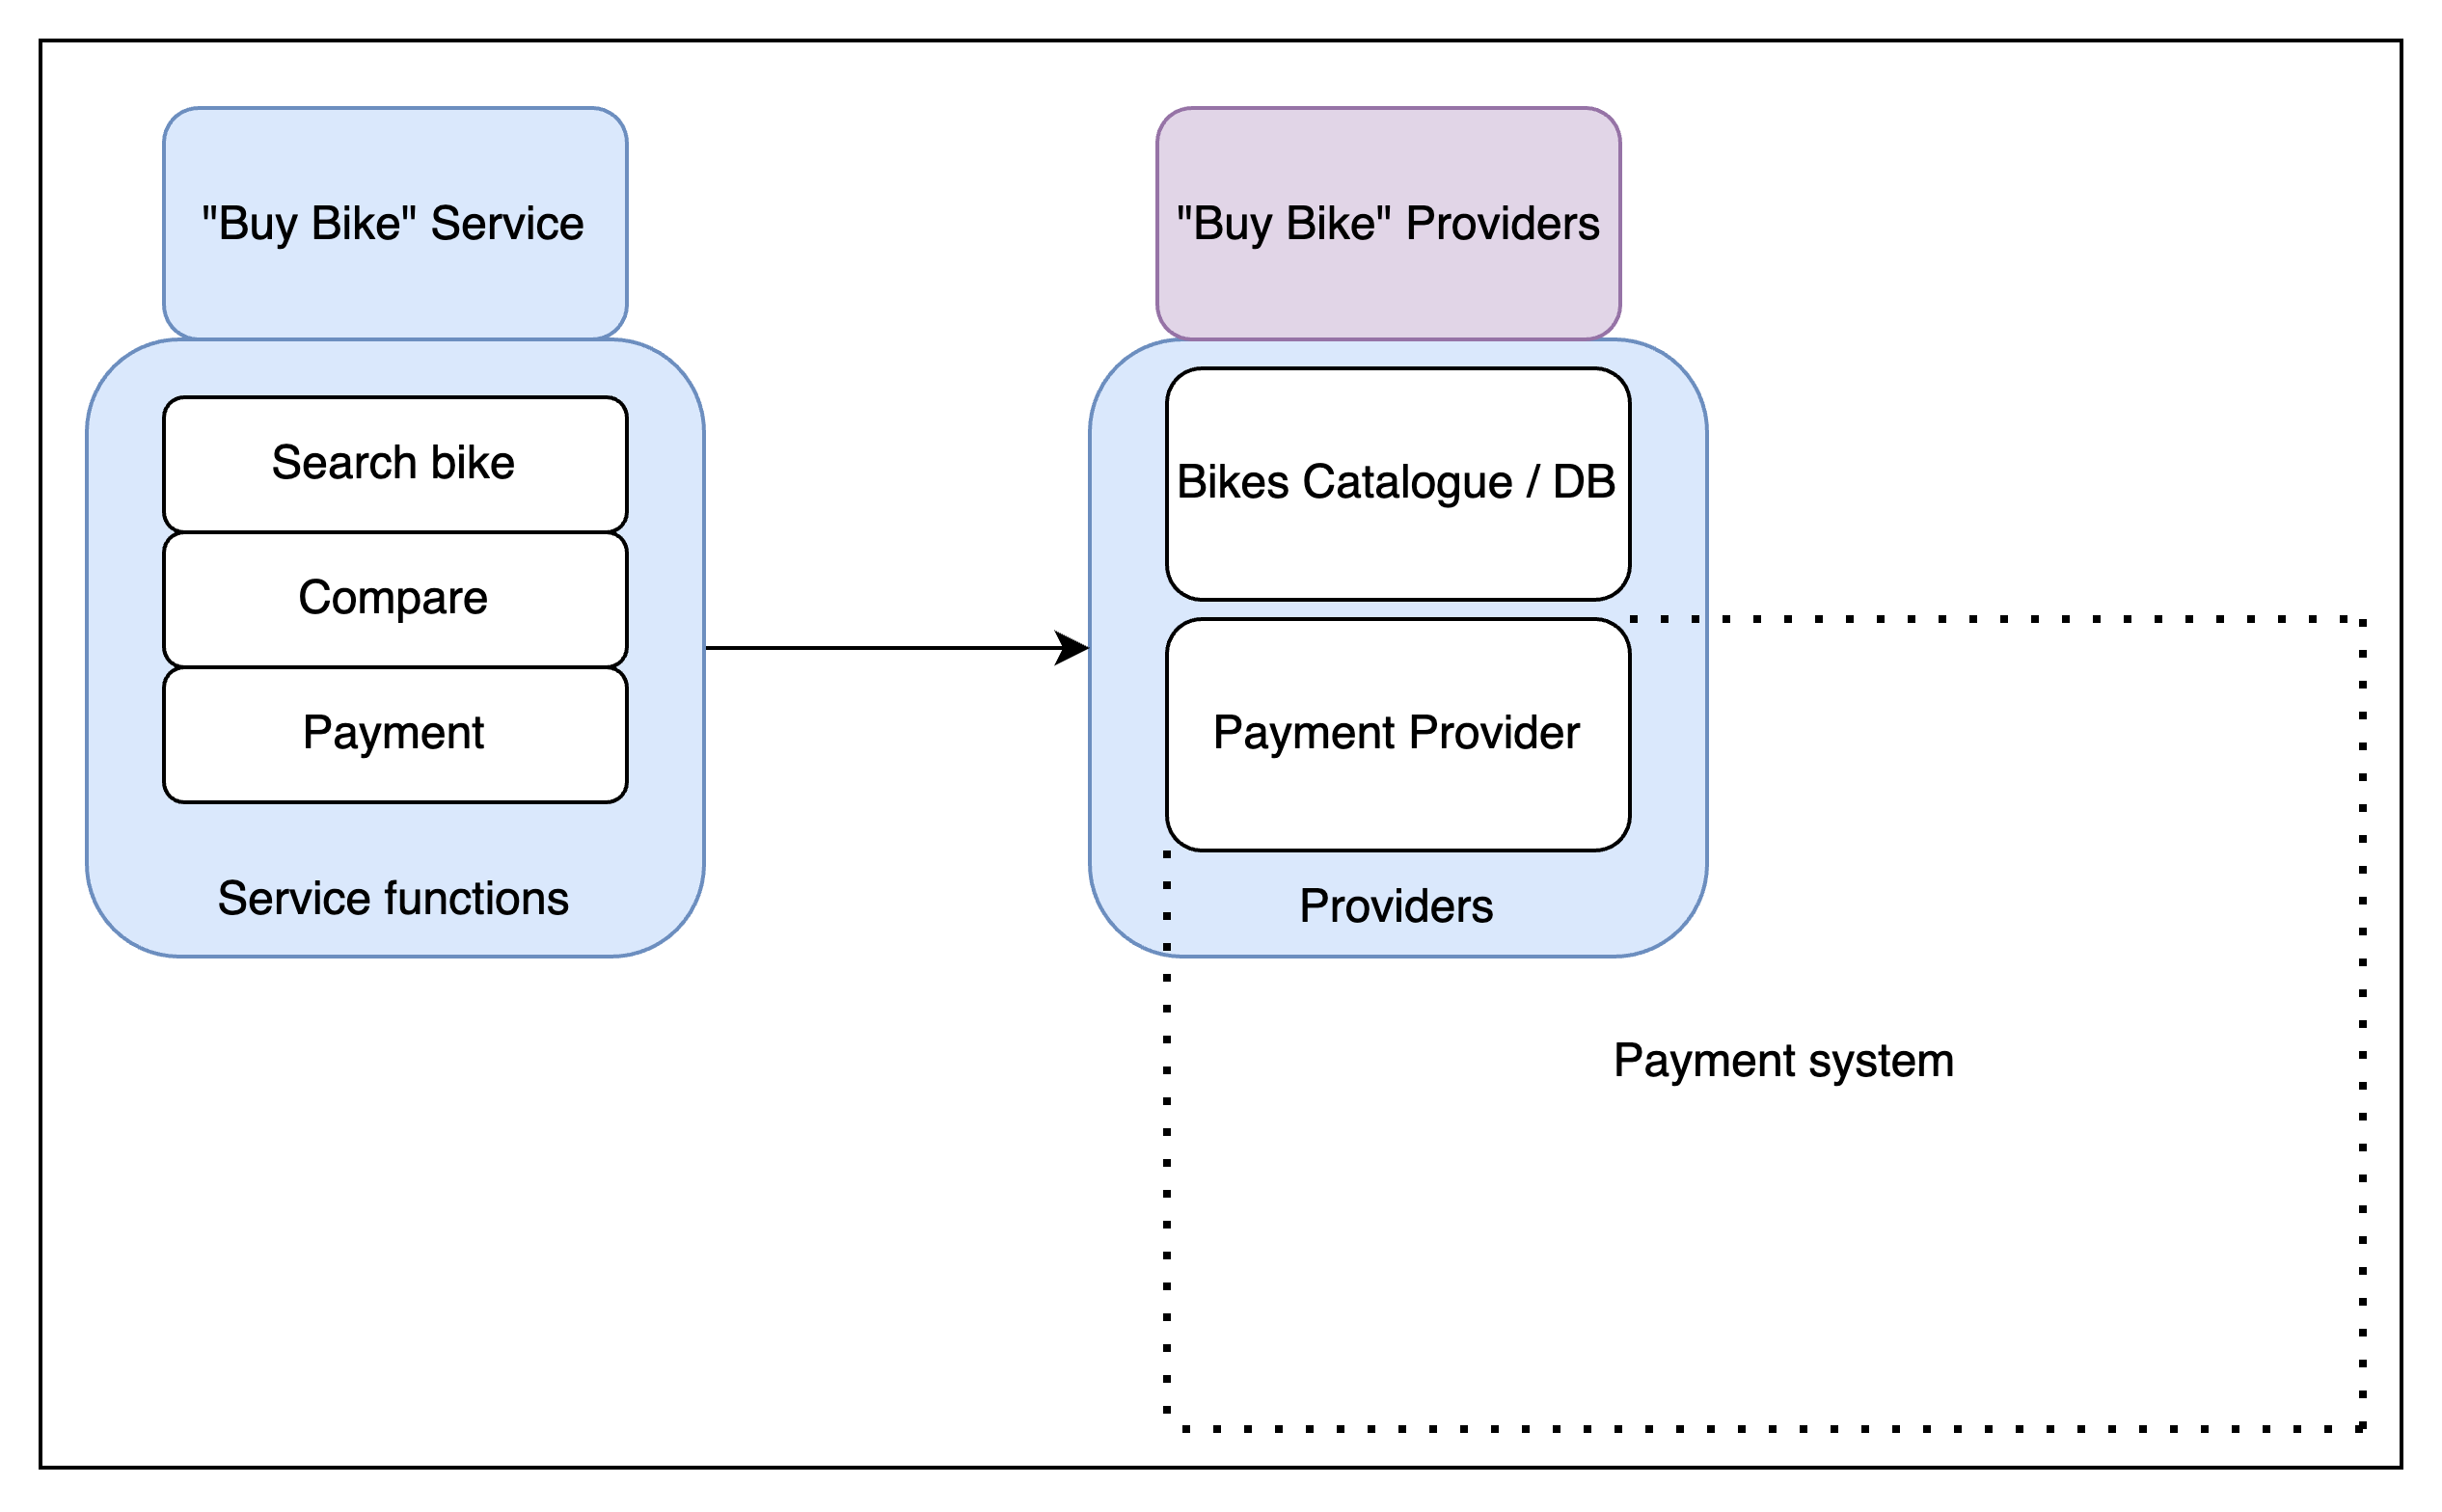 "Buy Bike" Service
"Buy Bike" Providers
Search bike
Compare
Payment
Service functions
Bikes Catalogue / DB
Payment Provider
Providers
Payment system